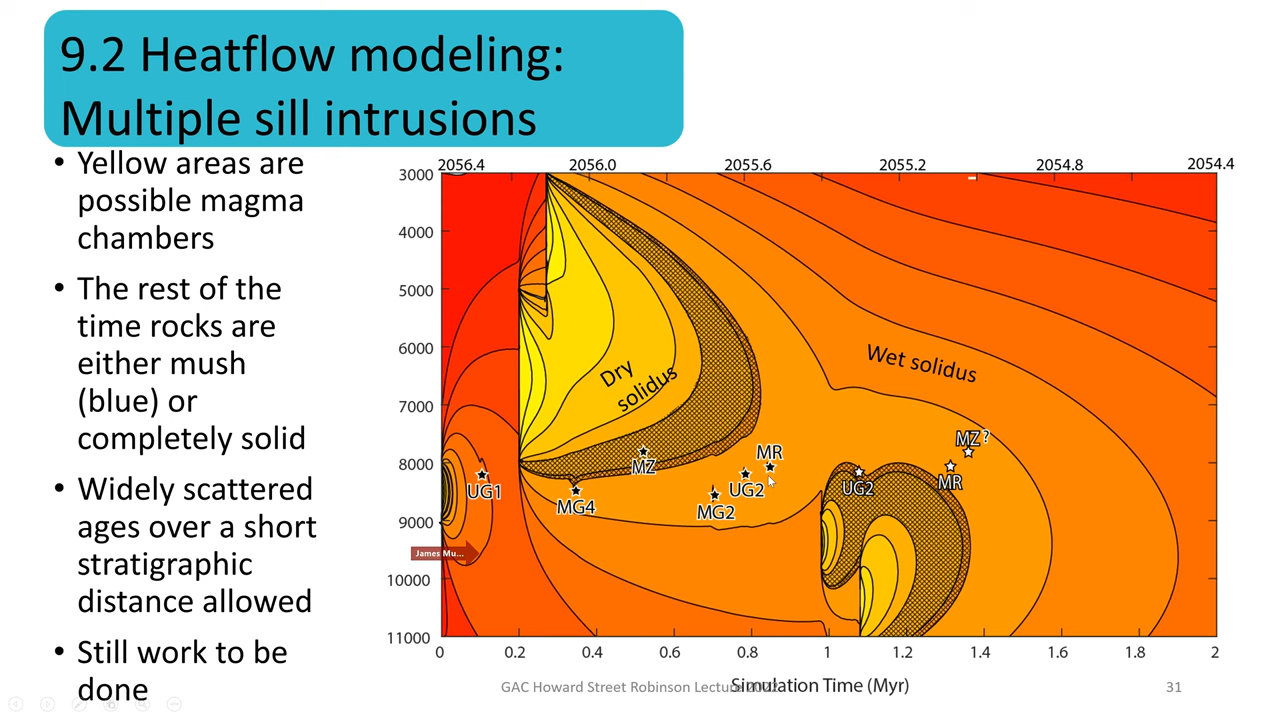 9.2 Heatflow modeling:
Multiple sill intrusions
• Yellow areas are
possible magma
chambers
• The rest of the
time rocks are
either mush
(blue) or
completely solid
• Widely scattered
ages over a short
stratigraphic
distance allowed
• Still work to be
done
2056.4 2056.0 2055.6 2055.2 2054.8 2054.4
3000
4000
5000
6000
7000
8000
9000
10000
11000
Dry
solidus
Wet solidus
UG1
MG4
MZ
MG2
UG2
MR
UG2
MR
MZ?
James Mu...
0 0.2 0.4 0.6 0.8 1 1.2 1.4 1.6 1.8 2
Simulation Time (Myr)
GAC Howard Street Robinson Lecture
31